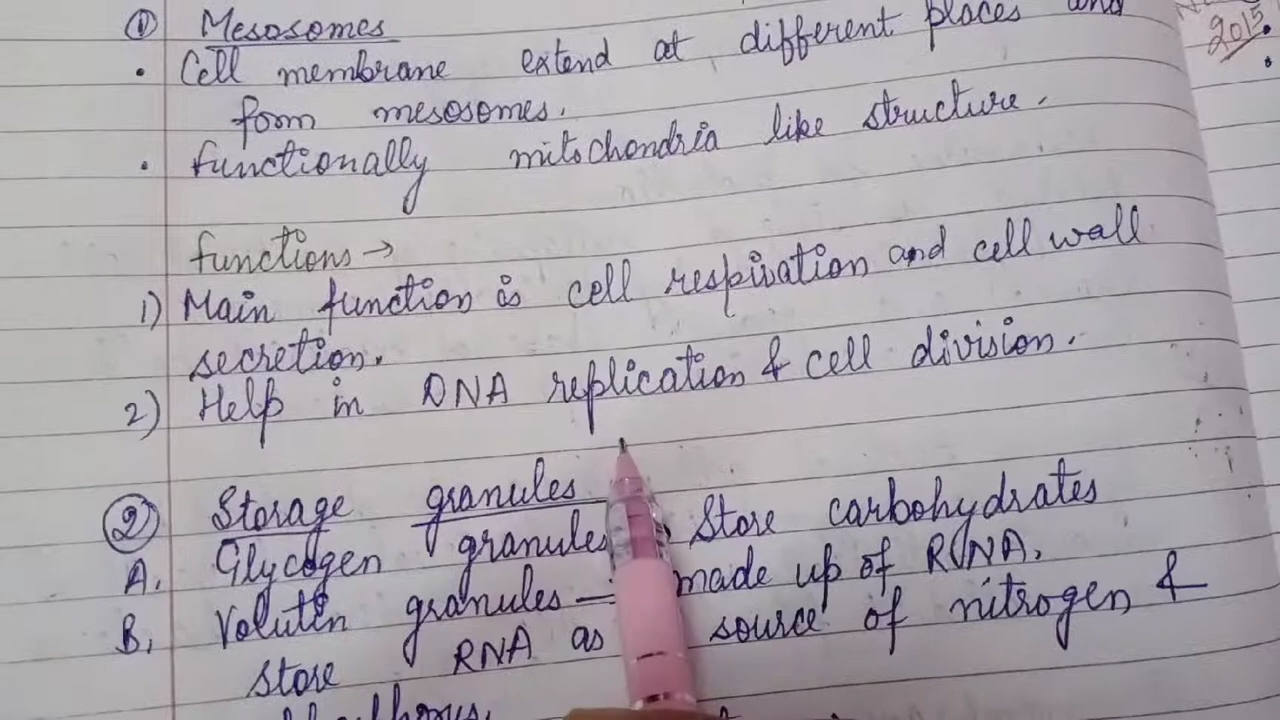 ① Mesosomes
• Cell membrane extend at different places and
form mesosomes.
• functionally mitochondria like structure.
functions →
1) Main function is cell respiration and cell wall
secretion.
2) Help in DNA replication & cell division.
② Storage granules
A. Glycogen granules Store carbohydrates
B. Volutin granules — made up of RNA.
store RNA as source of nitrogen &
2015